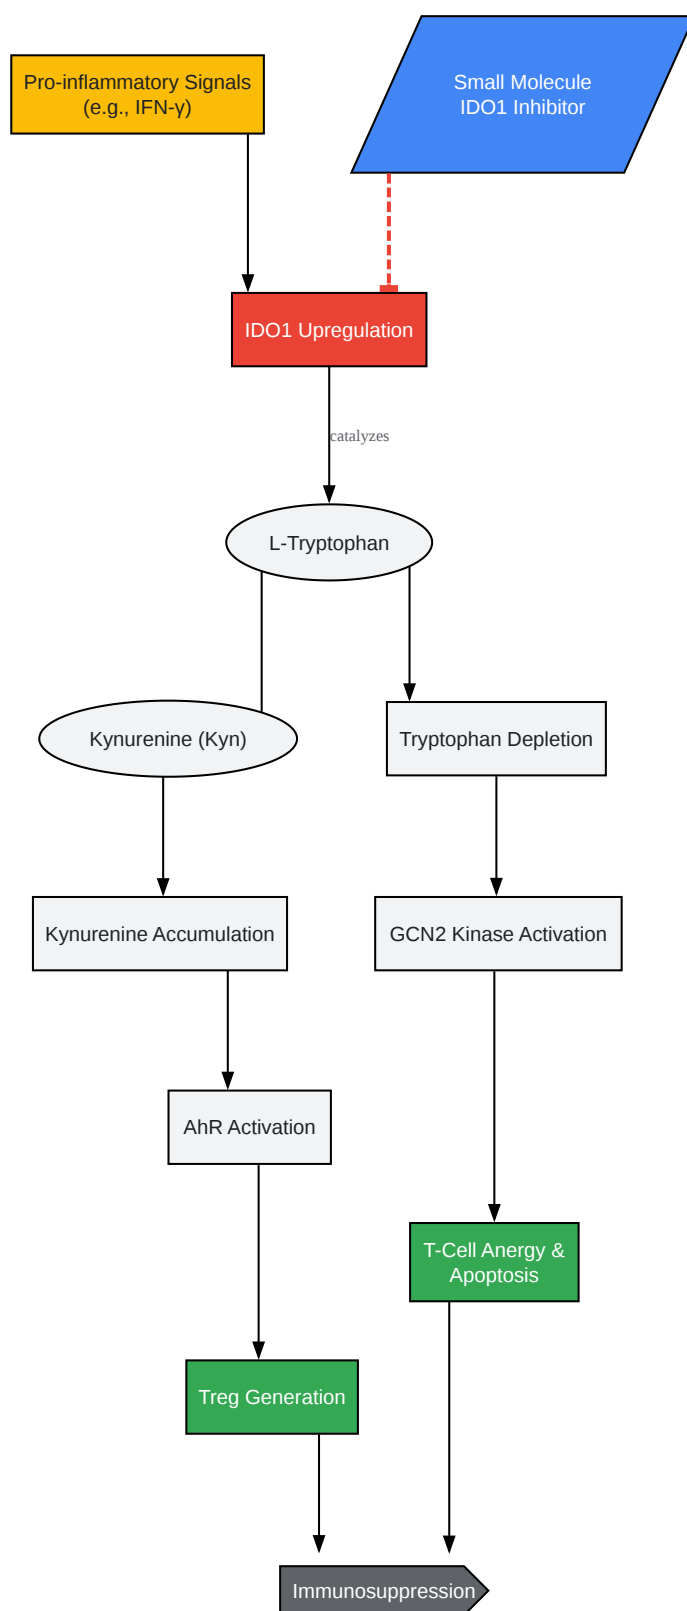 Pro-inflammatory Signals
(e.g., IFN-γ)
Small Molecule
IDO1 Inhibitor
IDO1 Upregulation
catalyzes
L-Tryptophan
Kynurenine (Kyn)
Tryptophan Depletion
Kynurenine Accumulation
GCN2 Kinase Activation
AhR Activation
T-Cell Anergy &
Apoptosis
Treg Generation
Immunosuppression